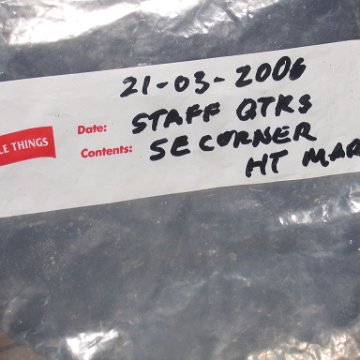 21-03-2006
LE THINGS
Date: STAFF QTRS
Contents: SE CORNER
HT MAR